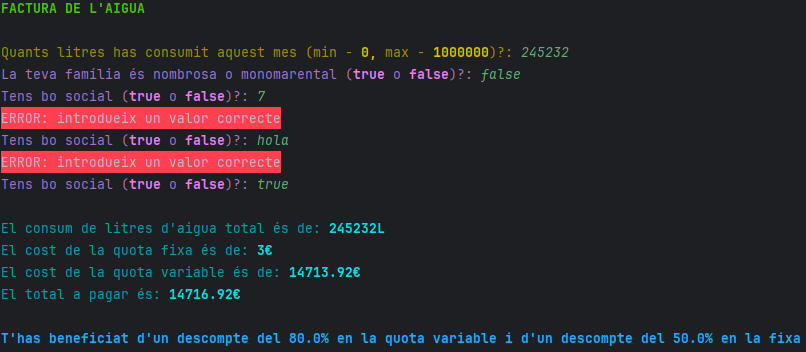 FACTURA DE L'AIGUA
Quants litres has consumit aquest mes (min - 0, max - 1000000)?: 245232
La teva familia és nombrosa o monomarental (true o false)?: false
Tens bo social (true o false)?: 7
ERROR: introdueix un valor correcte
Tens bo social (true o false)?: hola
ERROR: introdueix un valor correcte
Tens bo social (true o false)?: true
El consum de litres d'aigua total és de: 245232L
El cost de la quota fixa és de: 3€
El cost de la quota variable és de: 14713.92€
El total a pagar és: 14716.92€
T'has beneficiat d'un descompte del 80.0% en la quota variable i d'un descompte del 50.0% en la fixa